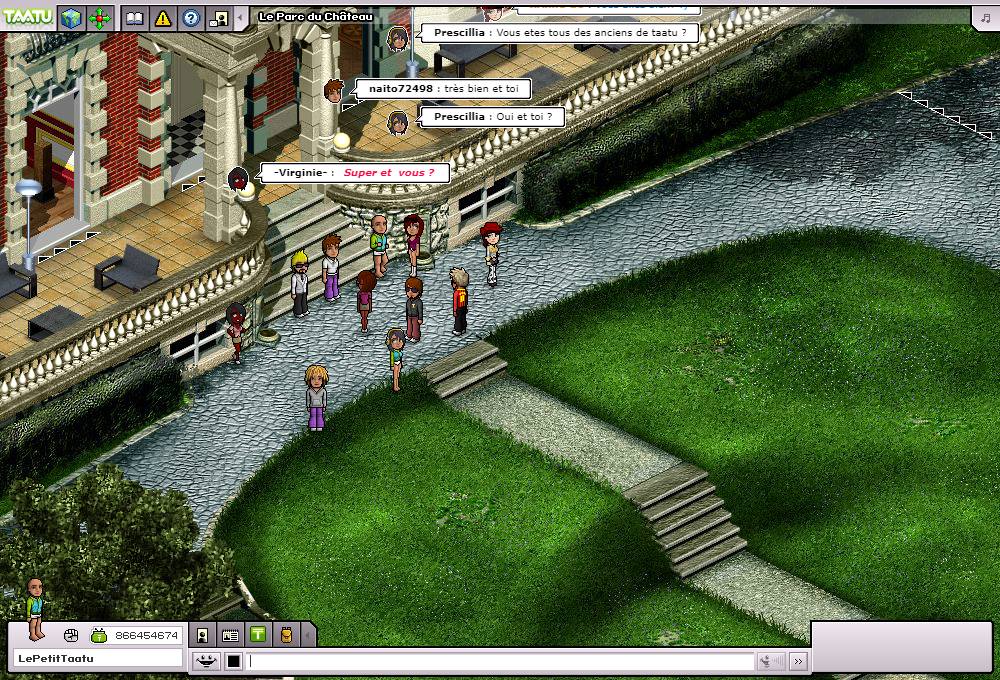 TAATU
Le Parc du Château
Prescillia : Vous etes tous des anciens de taatu ?
naito72498 : très bien et toi
Prescillia : Oui et toi ?
-Virginie- : Super et vous ?
866454674
T
LePetitTaatu